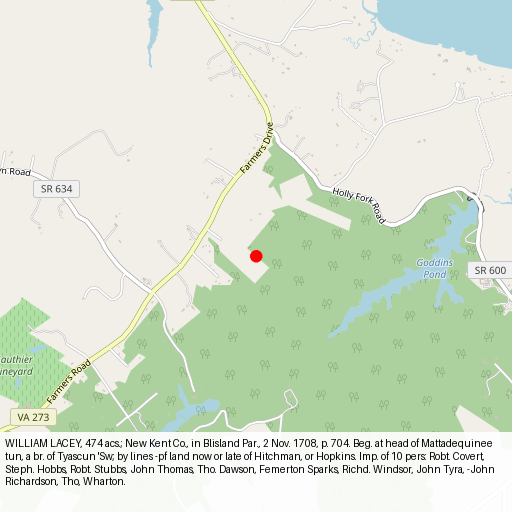 Farmers Drive
Holly Fork Road
yn Road
SR 634
Goddins
Pond
SR 600
authier
neyard
Farmers Road
VA 273
WILLIAM LACEY, 474 acs.; New Kent Co., in Blisland Par., 2 Nov. 1708, p. 704. Beg. at head of Mattadequinee
tun, a br. of Tyascun 'Sw; by lines -pf land now or late of Hitchman, or Hopkins. Imp. of 10 pers: Robt. Covert,
Steph. Hobbs, Robt. Stubbs, John Thomas, Tho. Dawson, Femerton Sparks, Richd. Windsor, John Tyra, -John
Richardson, Tho, Wharton.